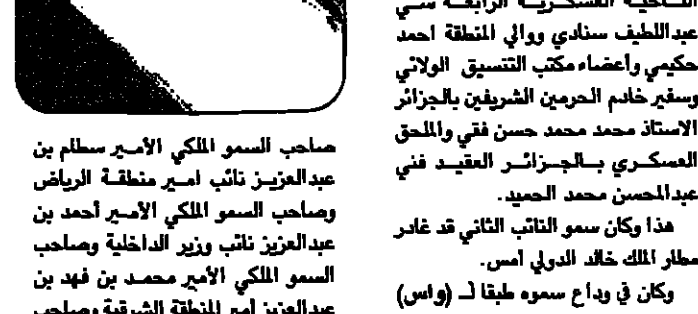 الناحية العسكرية الرابعة سي
عبداللطيف سنادي ووالي المنطقة احمد
حكيمي وأعضاء مكتب التنسيق الولائي
وسفير خادم الحرمين الشريفين بالجزائر
الاستاذ محمد محمد حسن فقي والملحق
العسكري بالجزائر العقيد فني
عبدالمحسن محمد الحميد.
هذا وكان سمو النائب الثاني قد غادر
مطار الملك خالد الدولي أمس.
وكان في وداع سموه طبقا لـ (واس)
صاحب السمو الملكي الأمير سطام بن
عبدالعزيز نائب امير منطقة الرياض
وصاحب السمو الملكي الأمير أحمد بن
عبدالعزيز نائب وزير الداخلية وصاحب
السمو الملكي الأمير محمد بن فهد بن
عبدالعزيز أمير المنطقة الشرقية وصاحب